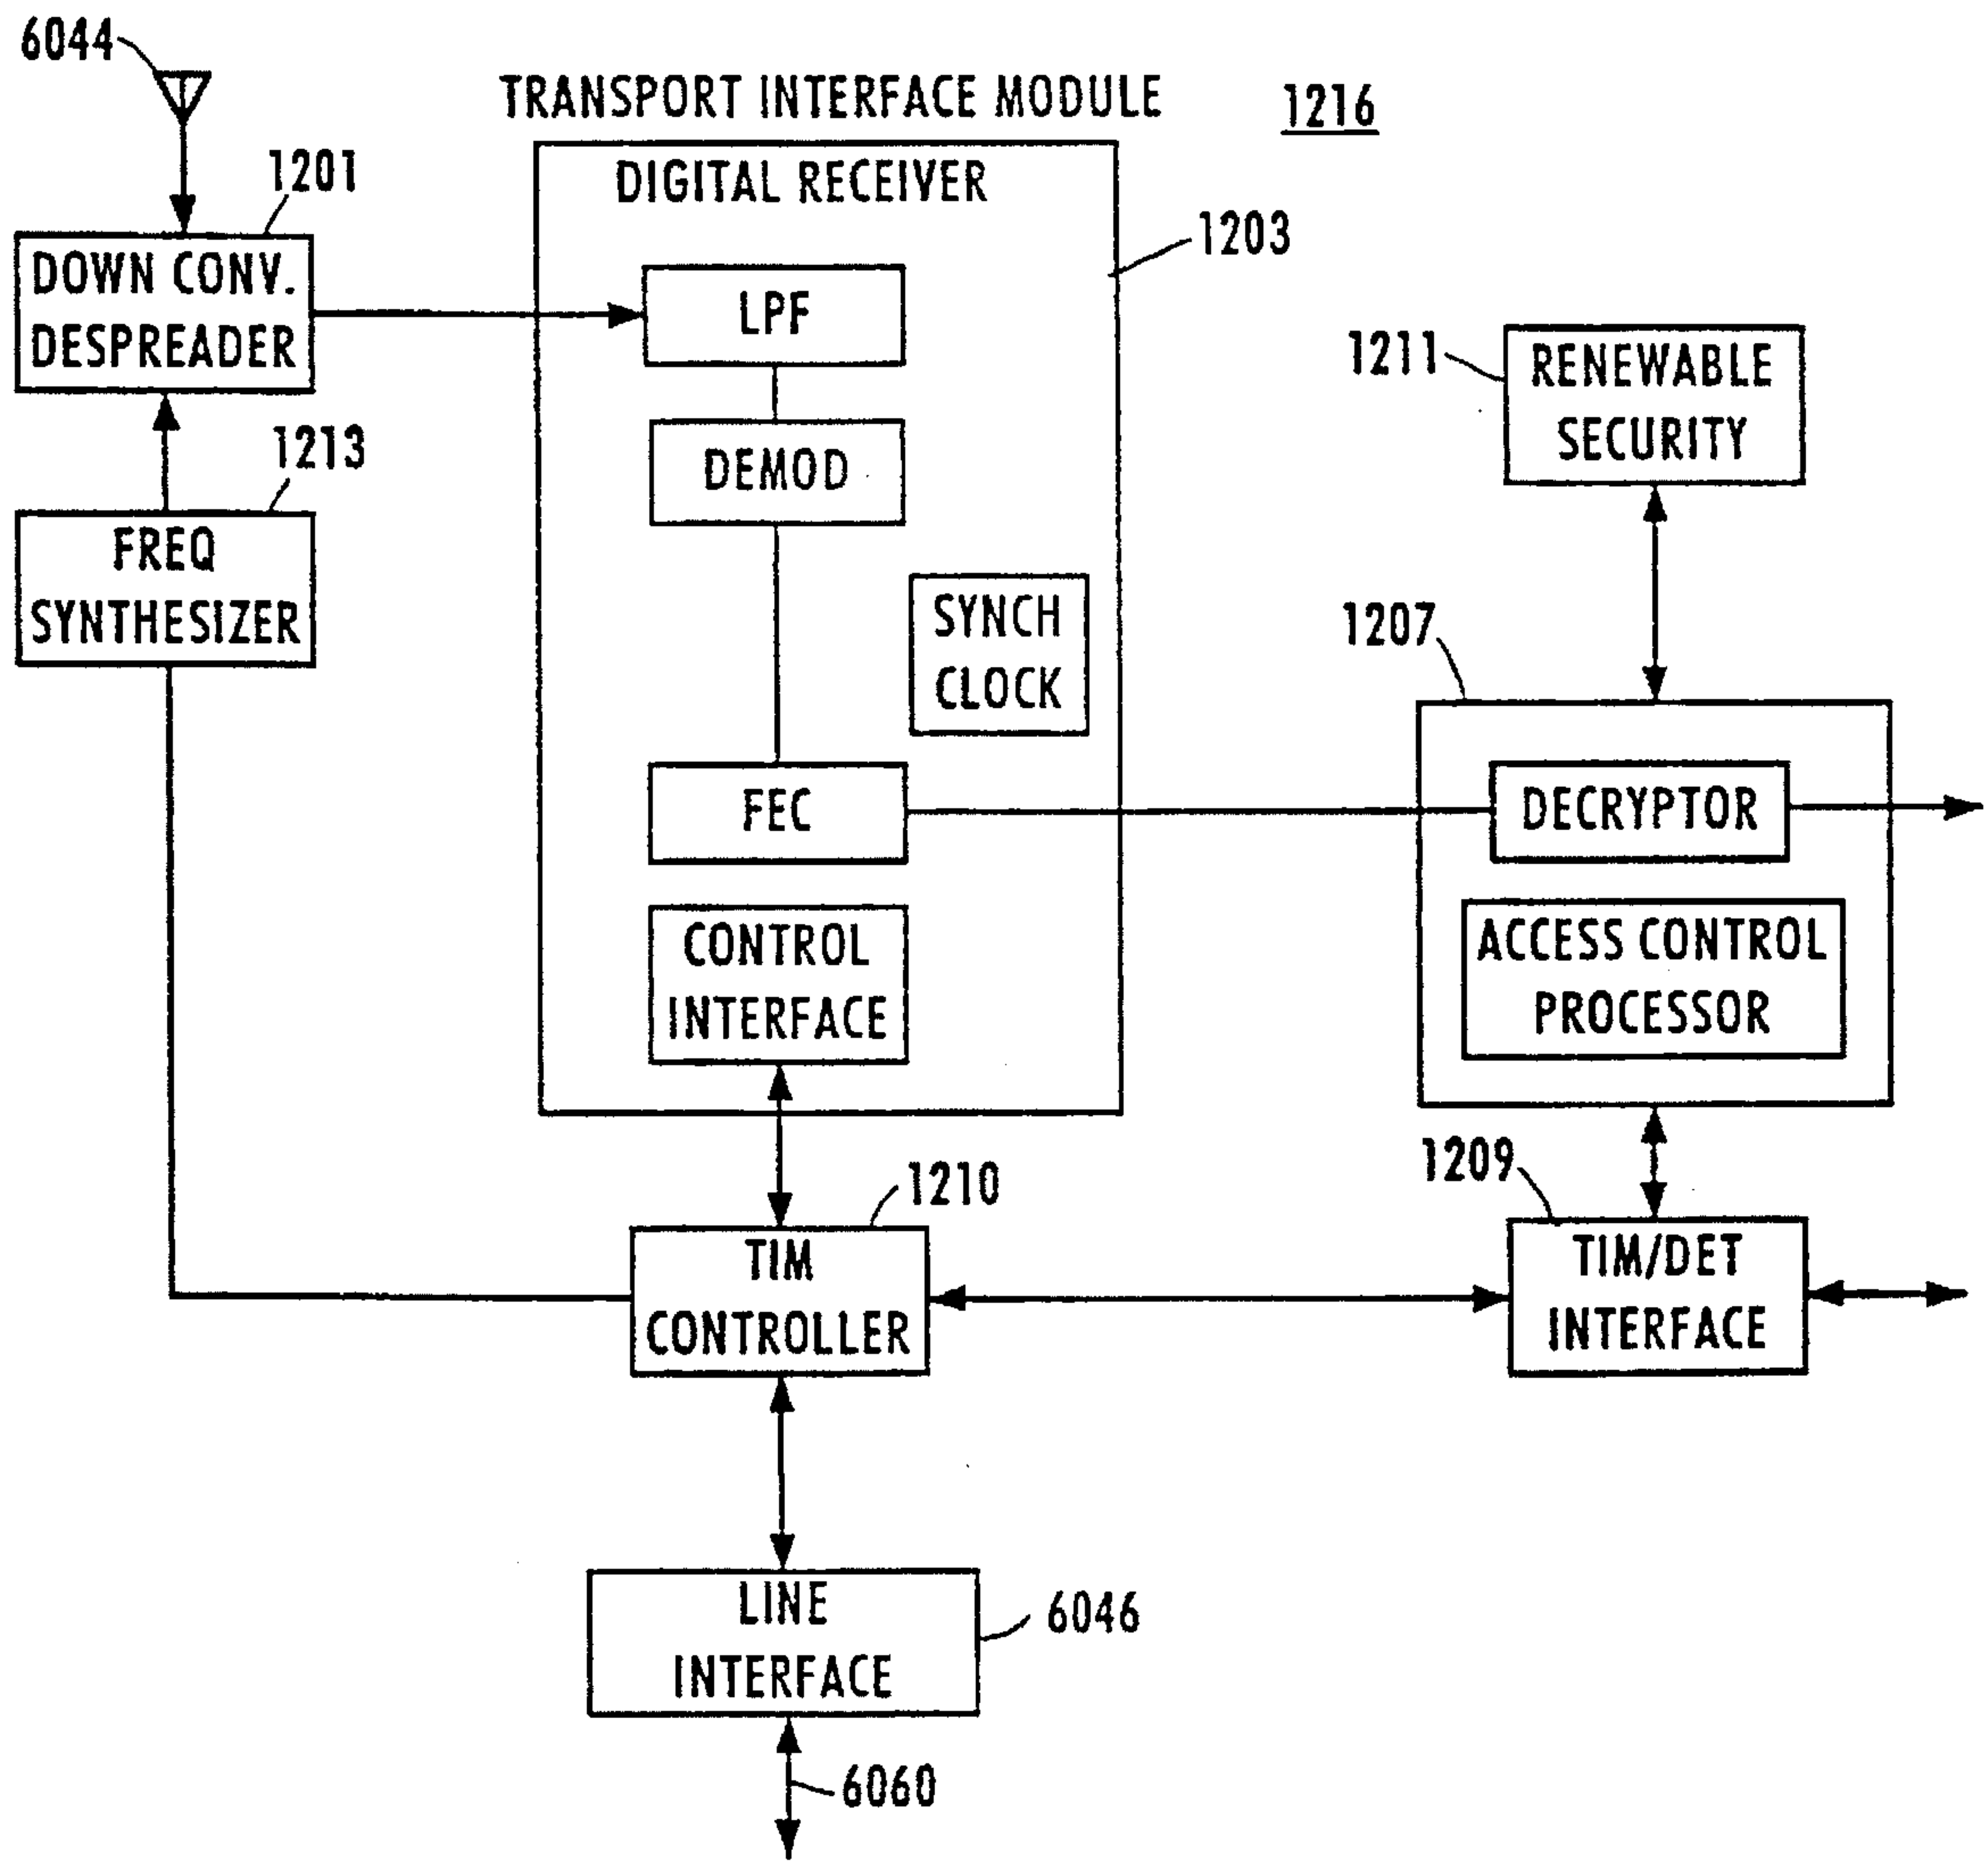 6044
TRANSPORT INTERFACE MODULE
1216
1201
DIGITAL RECEIVER
1203
DOWN CONV.
DESPREADER
LPF
1211
RENEWABLE
SECURITY
1213
DEMOD
FREQ
SYNTHESIZER
SYNCH
CLOCK
1207
FEC
DECRYPTOR
CONTROL
INTERFACE
ACCESS CONTROL
PROCESSOR
1210
1209
TIM
CONTROLLER
TIM/DET
INTERFACE
LINE
INTERFACE
6046
6060